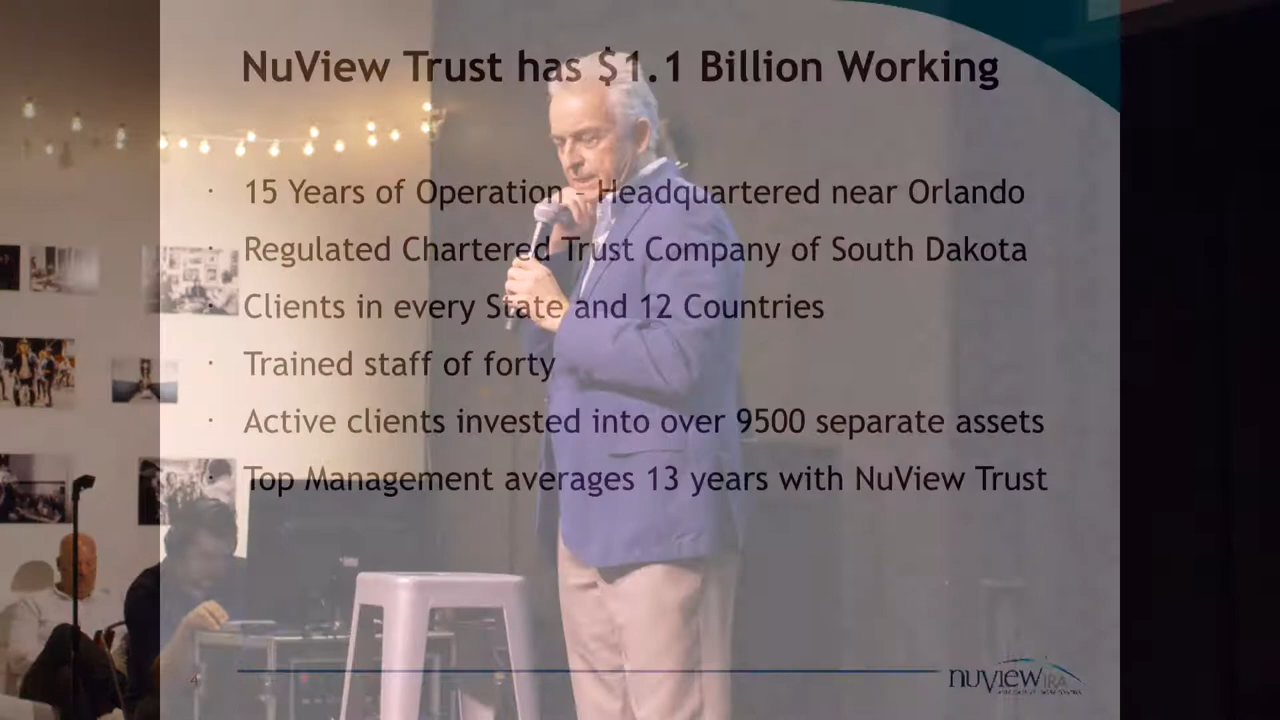 NuView Trust has $1.1 Billion Working
· 15 Years of Operation – Headquartered near Orlando
· Regulated Chartered Trust Company of South Dakota
· Clients in every State and 12 Countries
· Trained staff of forty
· Active clients invested into over 9500 separate assets
· Top Management averages 13 years with NuView Trust
4
nuviewIRA